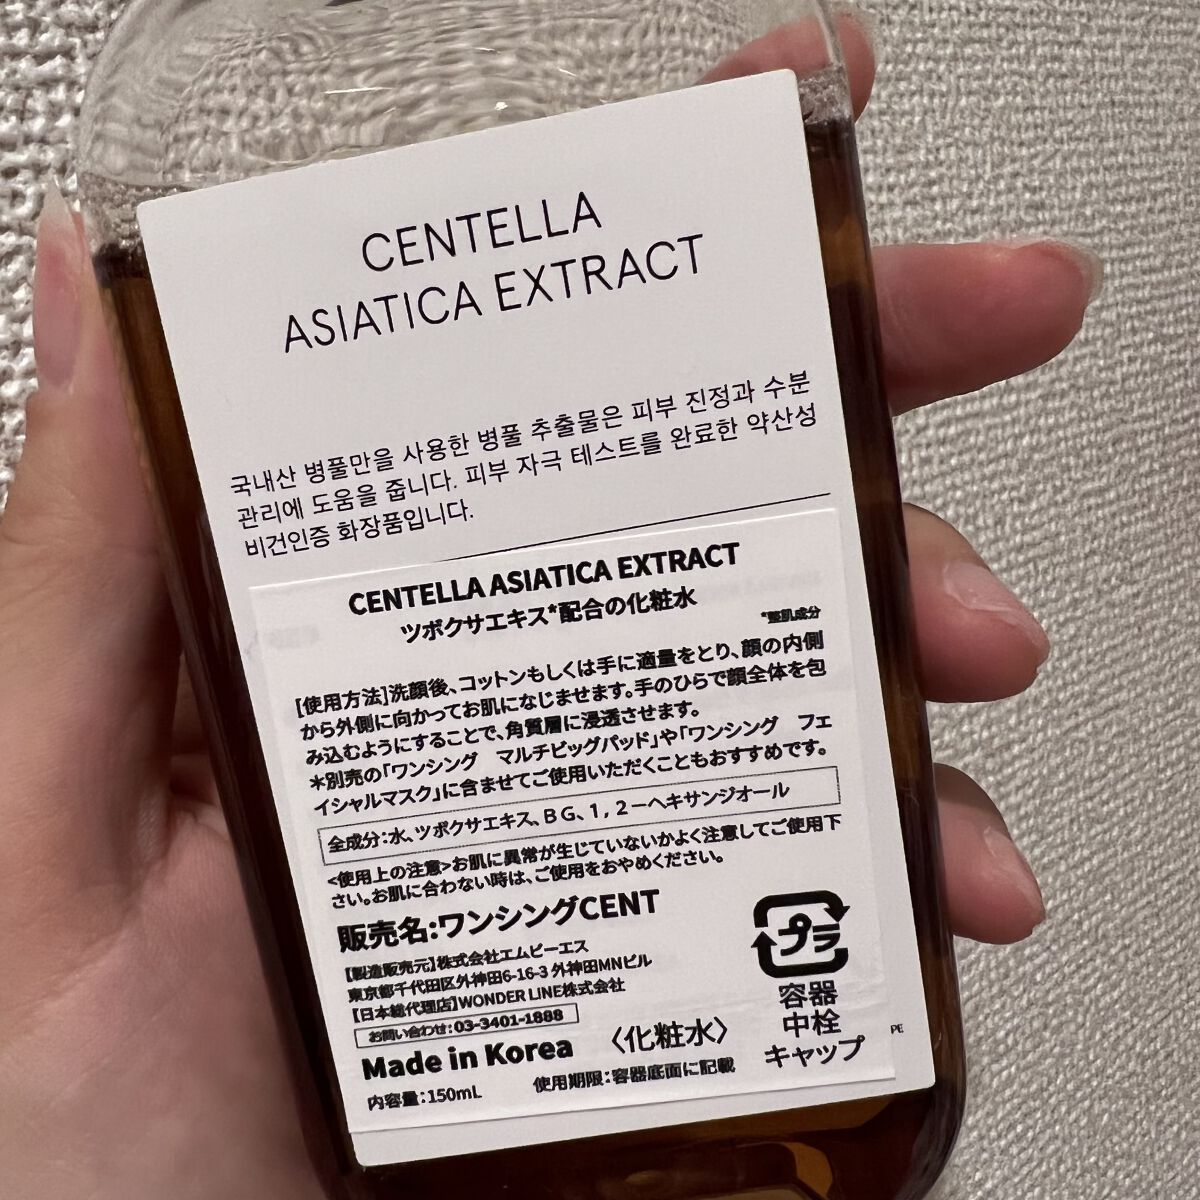 CENTELLA
ASIATICA EXTRACT
국내산 병풀만을 사용한 병풀 추출물은 피부 진정과 수분
관리에 도움을 줍니다. 피부 자극 테스트를 완료한 약산성
비건인증 화장품입니다.
CENTELLA ASIATICA EXTRACT
ツボクサエキス*配合の化粧水
*整肌成分
【使用方法】洗顔後、コットンもしくは手に適量をとり、顔の内側
から外側に向かってお肌になじませます。手のひらで顔全体を包
み込むようにすることで、角質層に浸透させます。
＊別売の「ワンシング　マルチビッグパッド」や「ワンシング　フェ
イシャルマスク」に含ませてご使用いただくこともおすすめです。
全成分：水、ツボクサエキス、ＢＧ、１，２－ヘキサンジオール
<使用上の注意>お肌に異常が生じていないかよく注意してご使用下
さい。お肌に合わない時は、ご使用をおやめください。
販売名：ワンシングCENT
【製造販売元】株式会社エムピーエス
東京都千代田区外神田6-16-3 外神田MNビル
【日本総代理店】WONDER LINE株式会社
お問い合わせ：03-3401-1888
Made in Korea
〈化粧水〉
内容量：150mL
使用期限：容器底面に記載
プラ
容器
中栓
キャップ
PE